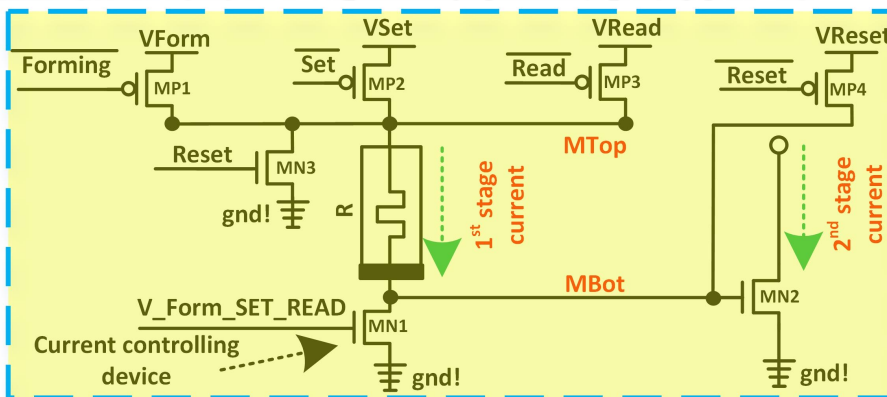 VForm
VSet
VRead
VReset
Forming
Set
Read
Reset
MP1
MP2
MP3
MP4
MTop
Reset
MN3
gnd!
R
1st stage
current
2nd stage
current
MBot
MN2
V_Form_SET_READ
MN1
Current controlling
device
gnd!
gnd!